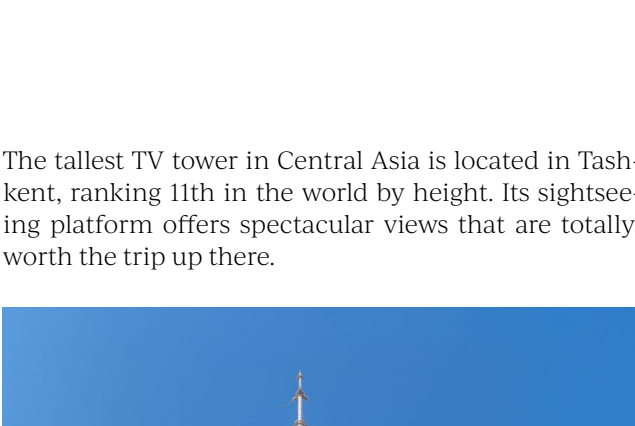 The tallest TV tower in Central Asia is located in Tash-
kent, ranking 11th in the world by height. Its sightsee-
ing platform offers spectacular views that are totally
worth the trip up there.